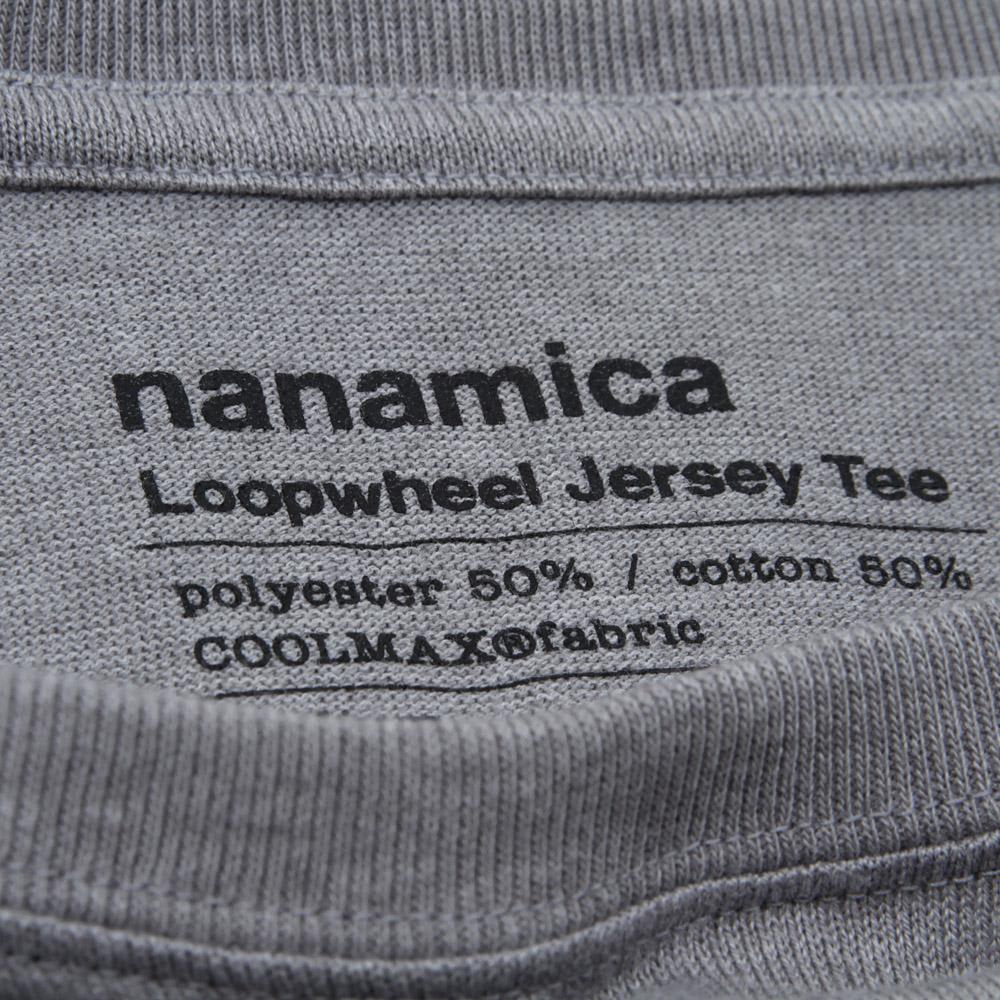 nanamica
Loopwheel Jersey Tee
polyester 50% / cotton 50%
COOLMAX®fabric